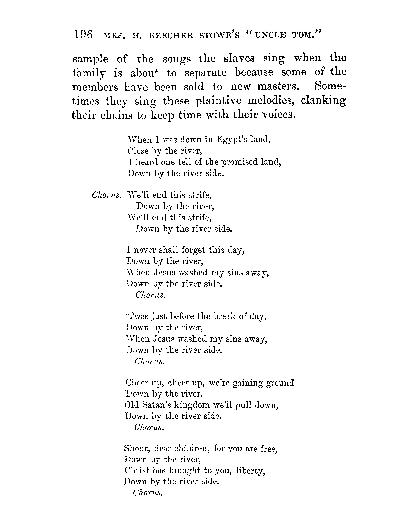 196 MRS. H. BEECHER STOWE'S "UNCLE TOM."
sample of the songs the slaves sing when the
family is about to separate because some of the
members have been sold to new masters. Some-
times they sing these plaintive melodies, clanking
their chains to keep time with their voices.
When I was down in Egypt's land,
Close by the river,
I heard one tell of the promised land,
Down by the river side.
Chorus. We'll end this strife,
Down by the river,
We'll end this strife,
Down by the river side.
I never shall forget this day,
Down by the river,
When Jesus washed my sins away,
Down by the river side.
Chorus.
'Twas just before the break of day,
Down by the river,
When Jesus washed my sins away,
Down by the river side.
Chorus.
Cheer up, cheer up, we're gaining ground
Down by the river,
Old Satan's kingdom we'll pull down,
Down by the river side.
Chorus.
Shout, dear children, for you are free,
Down by the river,
Christ has brought to you, liberty,
Down by the river side.
Chorus.